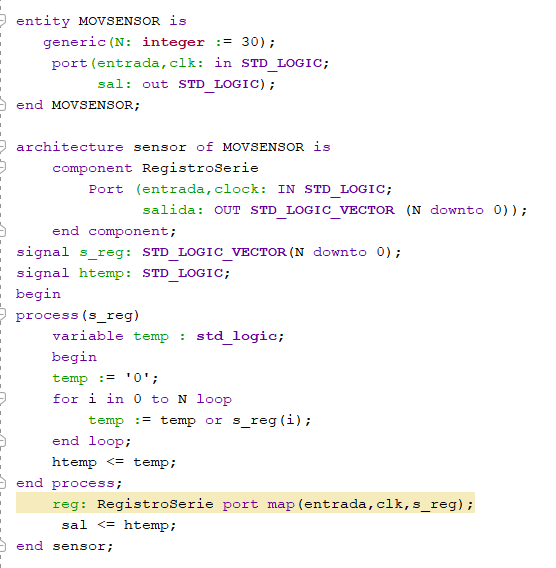 entity MOVSENSOR is
generic(N: integer := 30);
port(entrada,clk: in STD_LOGIC;
sal: out STD_LOGIC);
end MOVSENSOR;
architecture sensor of MOVSENSOR is
component RegistroSerie
Port (entrada,clock: IN STD_LOGIC;
salida: OUT STD_LOGIC_VECTOR (N downto 0));
end component;
signal s_reg: STD_LOGIC_VECTOR(N downto 0);
signal htemp: STD_LOGIC;
begin
process(s_reg)
variable temp : std_logic;
begin
temp := '0';
for i in 0 to N loop
temp := temp or s_reg(i);
end loop;
htemp <= temp;
end process;
reg: RegistroSerie port map(entrada,clk,s_reg);
sal <= htemp;
end sensor;